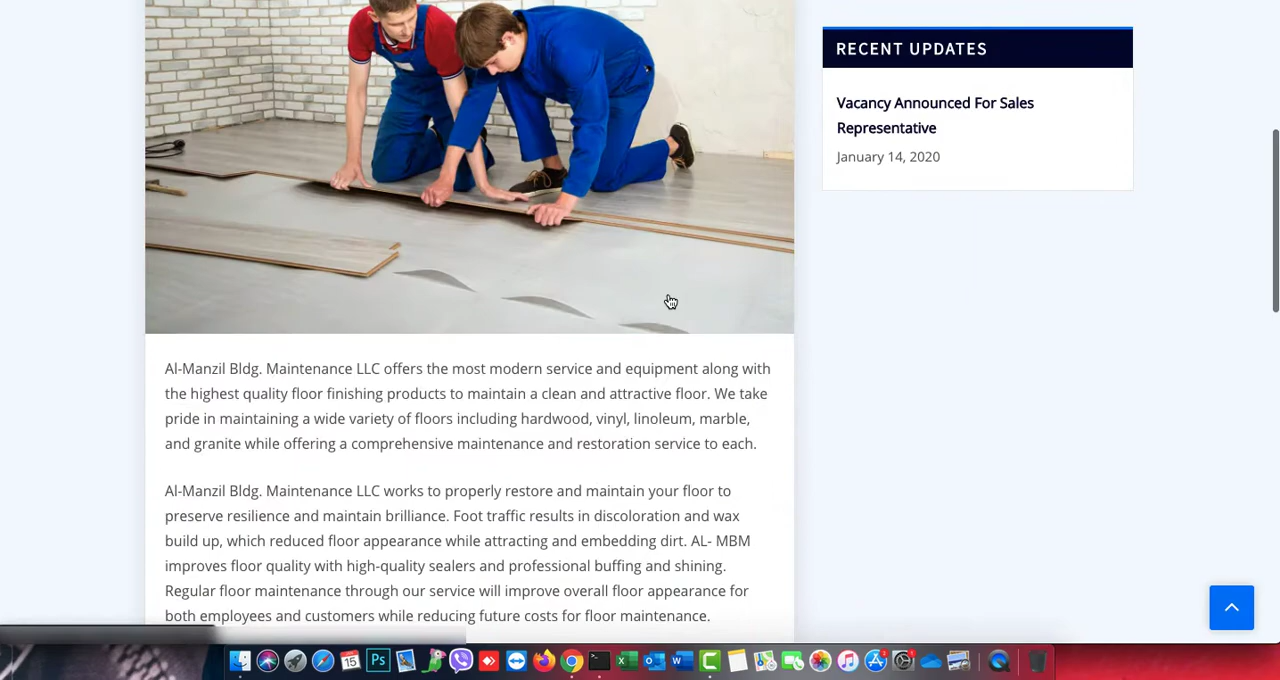 RECENT UPDATES
Vacancy Announced For Sales
Representative
January 14, 2020
Al-Manzil Bldg. Maintenance LLC offers the most modern service and equipment along with
the highest quality floor finishing products to maintain a clean and attractive floor. We take
pride in maintaining a wide variety of floors including hardwood, vinyl, linoleum, marble,
and granite while offering a comprehensive maintenance and restoration service to each.
Al-Manzil Bldg. Maintenance LLC works to properly restore and maintain your floor to
preserve resilience and maintain brilliance. Foot traffic results in discoloration and wax
build up, which reduced floor appearance while attracting and embedding dirt. AL- MBM
improves floor quality with high-quality sealers and professional buffing and shining.
Regular floor maintenance through our service will improve overall floor appearance for
both employees and customers while reducing future costs for floor maintenance.
15
Ps